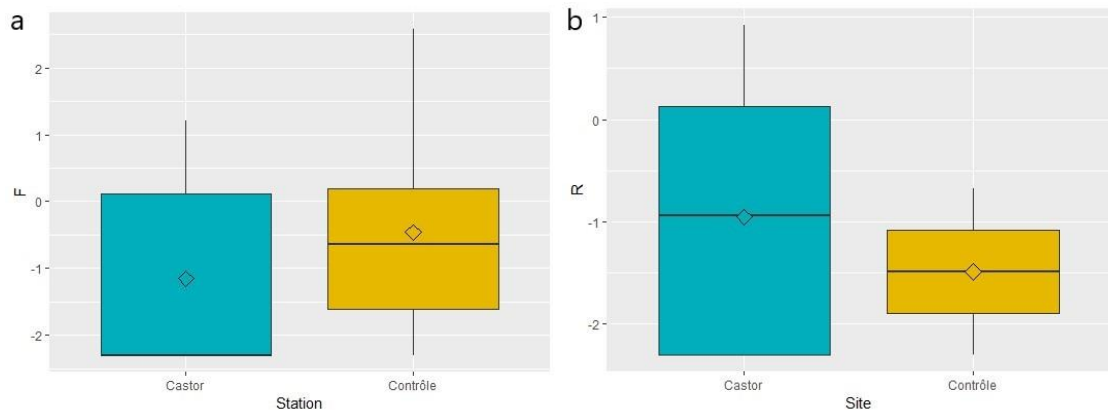 a
2
1
0
-1
-2
F
Castor
Contrôle
Station
b
1
0
-1
-2
R
Castor
Contrôle
Site